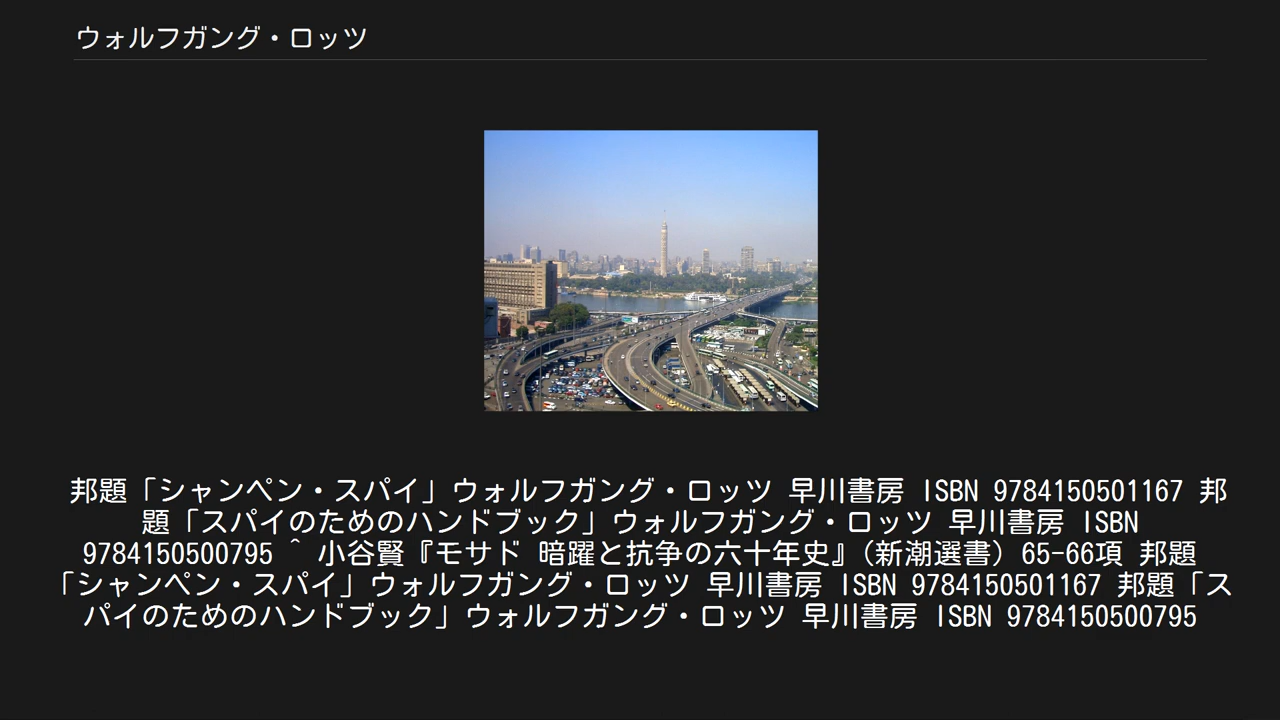 ウォルフガング・ロッツ
邦題「シャンペン・スパイ」ウォルフガング・ロッツ 早川書房 ISBN 9784150501167 邦
題「スパイのためのハンドブック」ウォルフガング・ロッツ 早川書房 ISBN
9784150500795 ^ 小谷賢『モサド 暗躍と抗争の六十年史』（新潮選書）65-66項 邦題
「シャンペン・スパイ」ウォルフガング・ロッツ 早川書房 ISBN 9784150501167 邦題「ス
パイのためのハンドブック」ウォルフガング・ロッツ 早川書房 ISBN 9784150500795